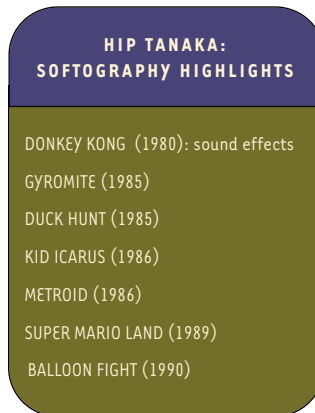 HIP TANAKA:
SOFTOGRAPHY HIGHLIGHTS
DONKEY KONG (1980): sound effects
GYROMITE (1985)
DUCK HUNT (1985)
KID ICARUS (1986)
METROID (1986)
SUPER MARIO LAND (1989)
BALLOON FIGHT (1990)